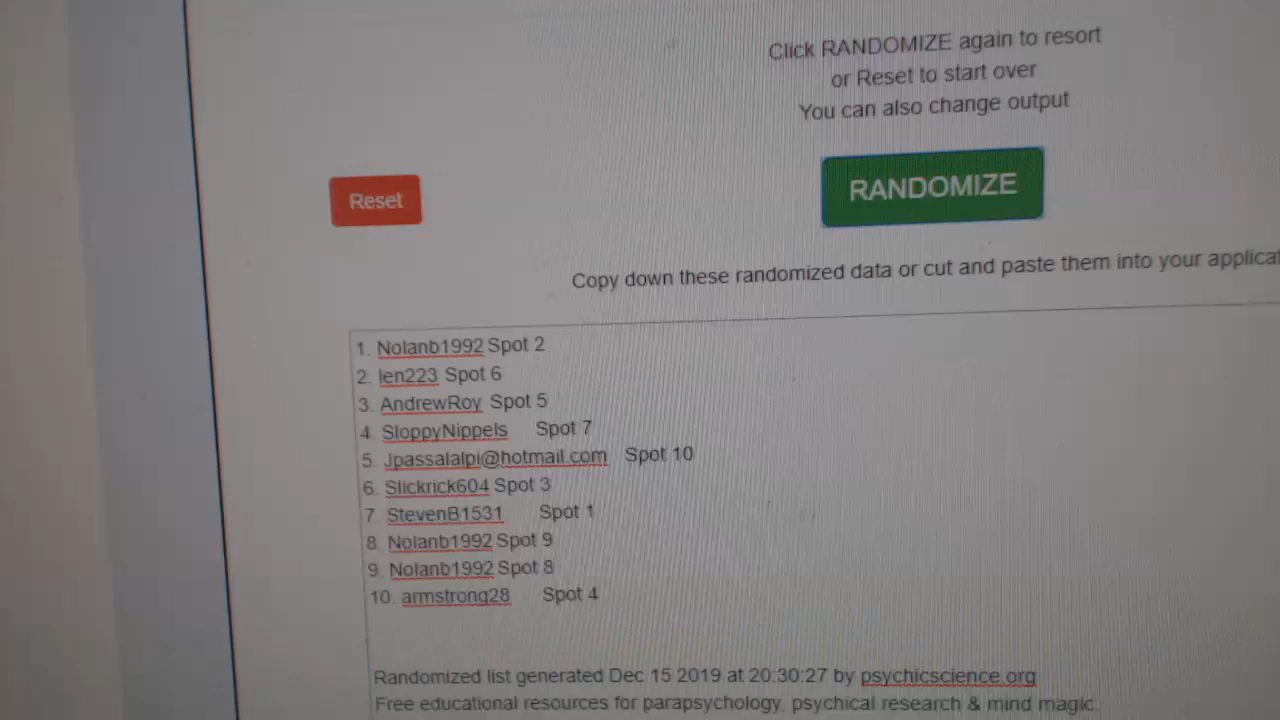 Click RANDOMIZE again to resort
or Reset to start over
You can also change output
Reset
RANDOMIZE
Copy down these randomized data or cut and paste them into your applicat
1. Nolanb1992 Spot 2
2. len223 Spot 6
3. AndrewRoy Spot 5
4. SloppyNippels Spot 7
5. Jpassalalpi@hotmail.com Spot 10
6. Slickrick604 Spot 3
7. StevenB1531 Spot 1
8. Nolanb1992 Spot 9
9. Nolanb1992 Spot 8
10. armstrong28 Spot 4
Randomized list generated Dec 15 2019 at 20:30:27 by psychicscience.org
Free educational resources for parapsychology, psychical research & mind magic.